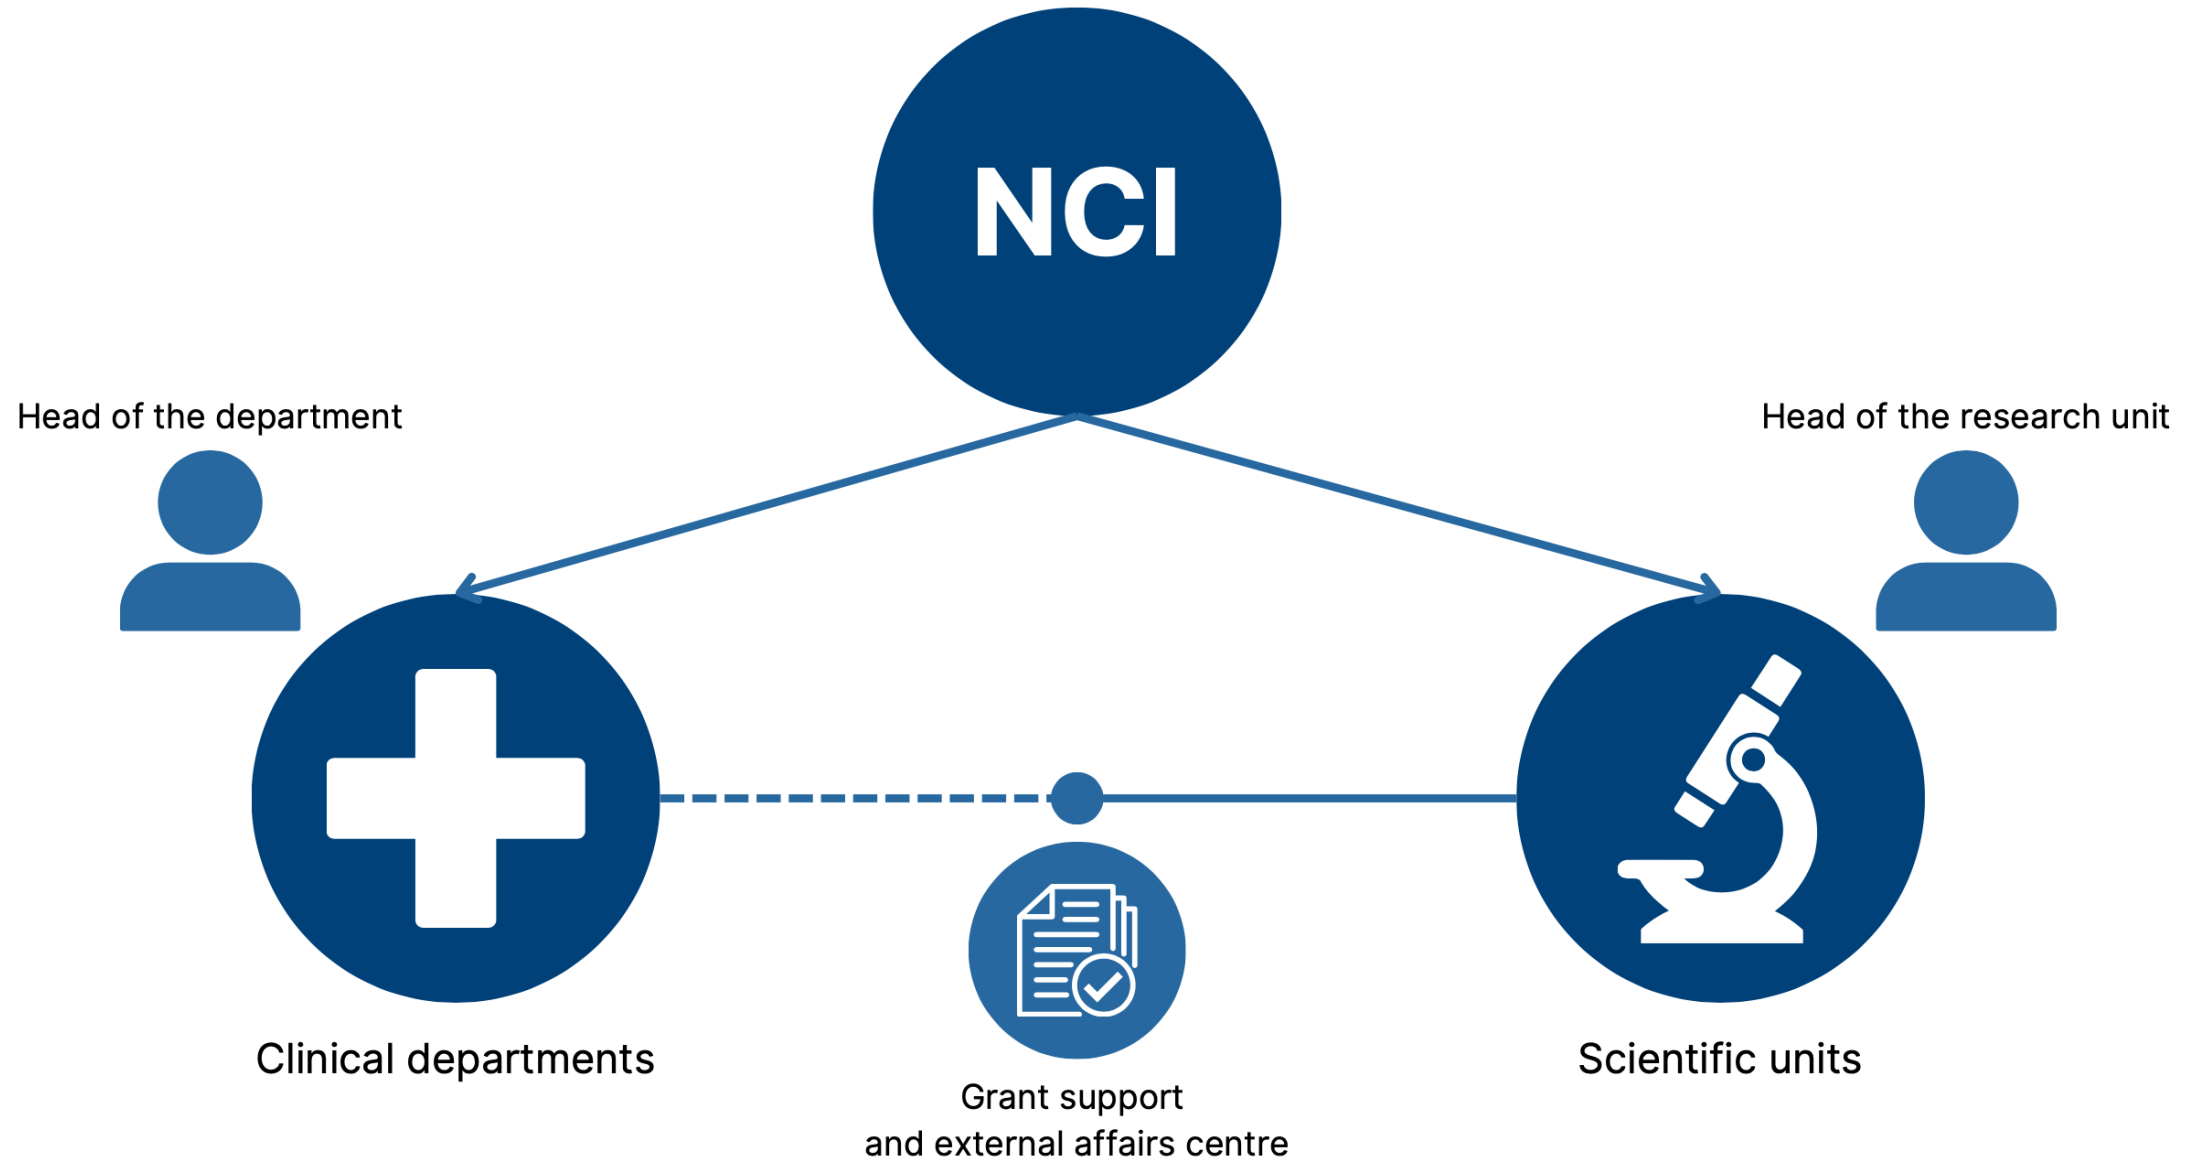 NCI
Head of the department
Head of the research unit
Clinical departments
Scientific units
Grant support
and external affairs centre